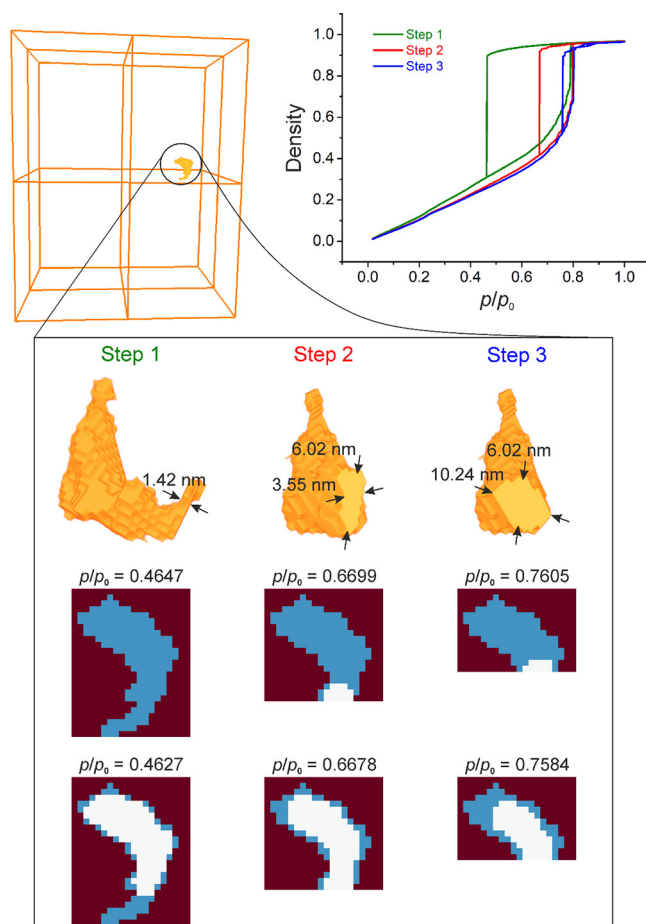 Step 1
Step 2
Step 3
1.0
0.8
0.6
0.4
0.2
0.0
Density
0.0 0.2 0.4 0.6 0.8 1.0
p/p₀
Step 1 Step 2 Step 3
1.42 nm
6.02 nm
3.55 nm
6.02 nm
10.24 nm
p/p₀ = 0.4647 p/p₀ = 0.6699 p/p₀ = 0.7605
p/p₀ = 0.4627 p/p₀ = 0.6678 p/p₀ = 0.7584